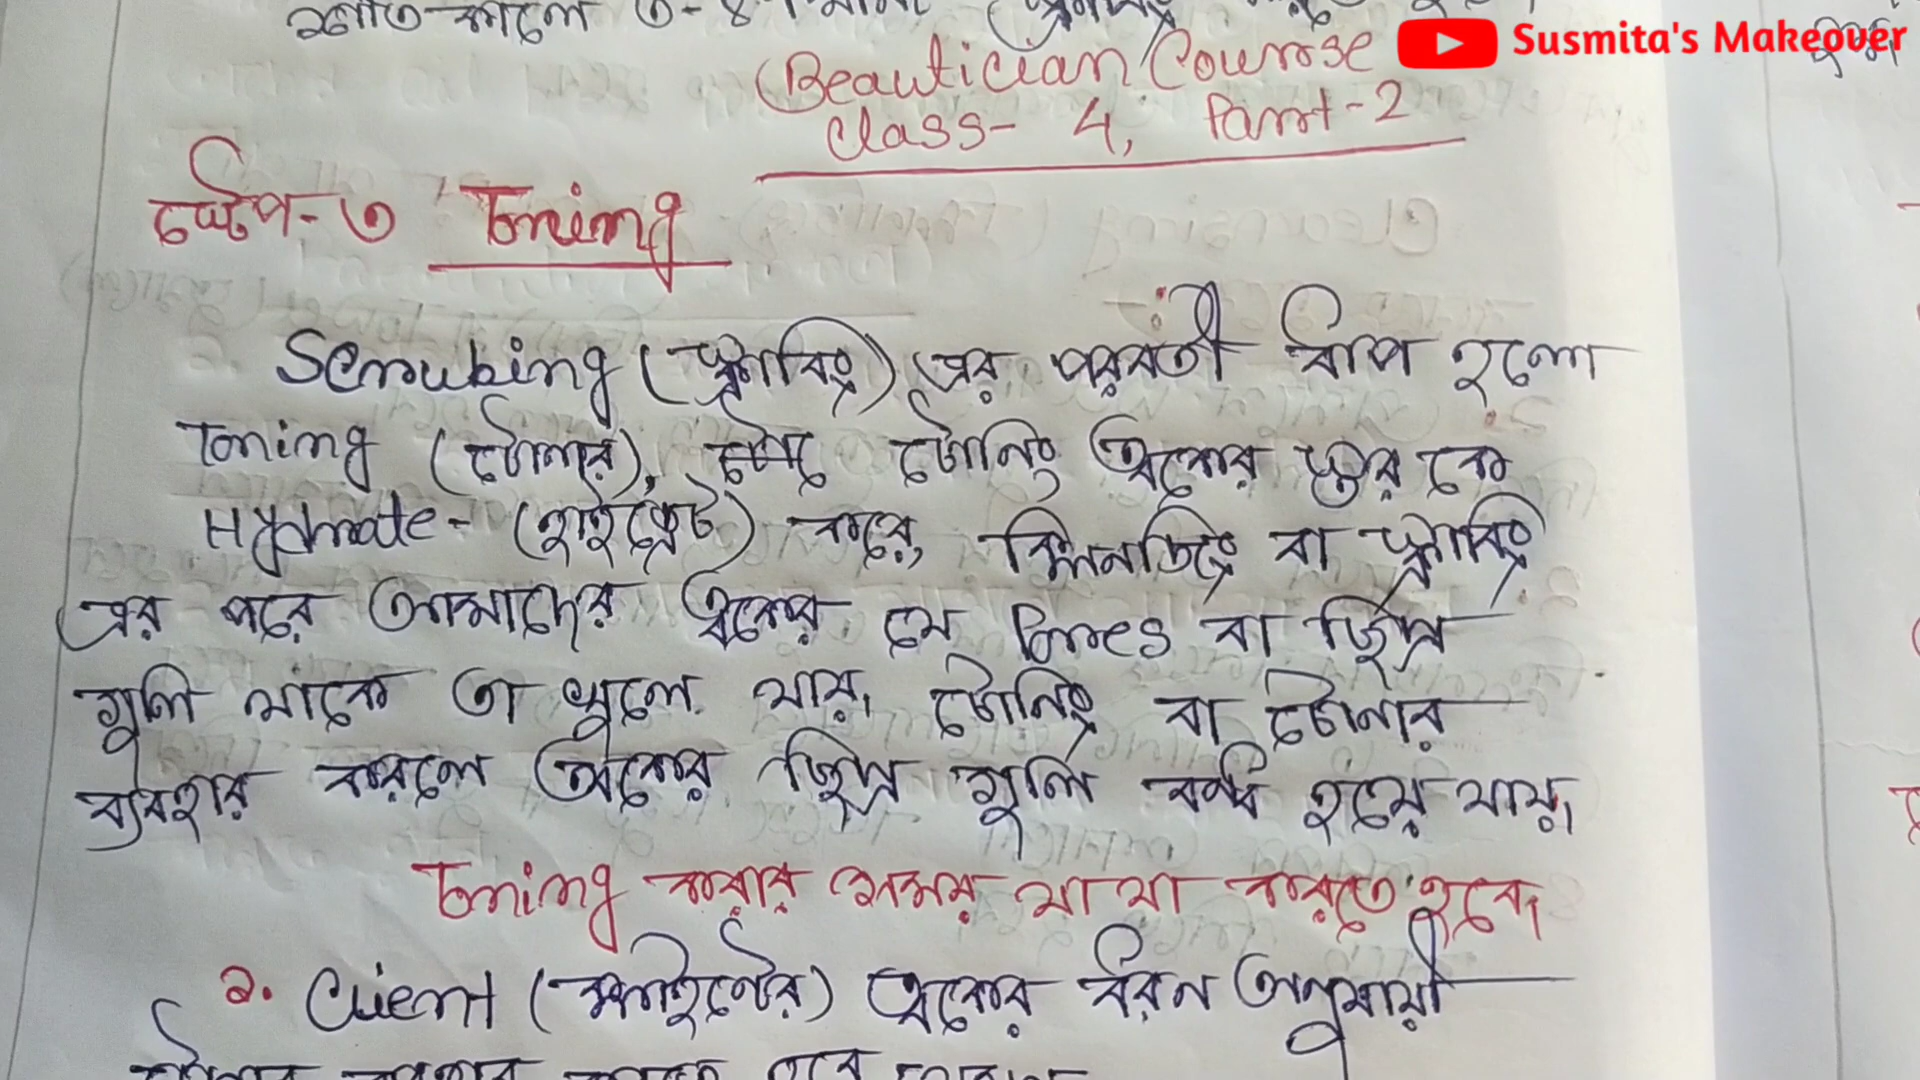 Susmita's Makeover
(Beautician Course
Class- 4, Part-2
স্টেপ-৩ Toning
Scrubing (স্ক্রাবিং) এর পরবর্তী ধাপ হলো
Toning (টোনার), টোনিং ত্বকের স্তর কে
Hydrate - (হাইড্রেট) করে, ক্লিনজিং বা স্ক্রাবিং
এর পরে আমাদের ত্বকের যে Pores বা ছিদ্র
গুলি থাকে তা খুলে যায়। টোনিং বা টোনার
ব্যবহার করলে ত্বকের ছিদ্র গুলি বন্ধ হয়ে যায়।
Toning করার সময় যা যা করতে হবে।
১. Client (ক্লাইন্টের) ত্বকের ধরন অনুযায়ী